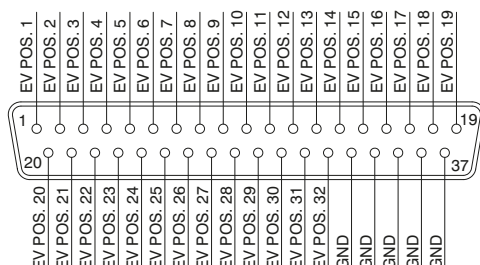 EV POS. 1
EV POS. 2
EV POS. 3
EV POS. 4
EV POS. 5
EV POS. 6
EV POS. 7
EV POS. 8
EV POS. 9
EV POS. 10
EV POS. 11
EV POS. 12
EV POS. 13
EV POS. 14
EV POS. 15
EV POS. 16
EV POS. 17
EV POS. 18
EV POS. 19
1
19
20
37
EV POS. 20
EV POS. 21
EV POS. 22
EV POS. 23
EV POS. 24
EV POS. 25
EV POS. 26
EV POS. 27
EV POS. 28
EV POS. 29
EV POS. 30
EV POS. 31
EV POS. 32
GND
GND
GND
GND
GND